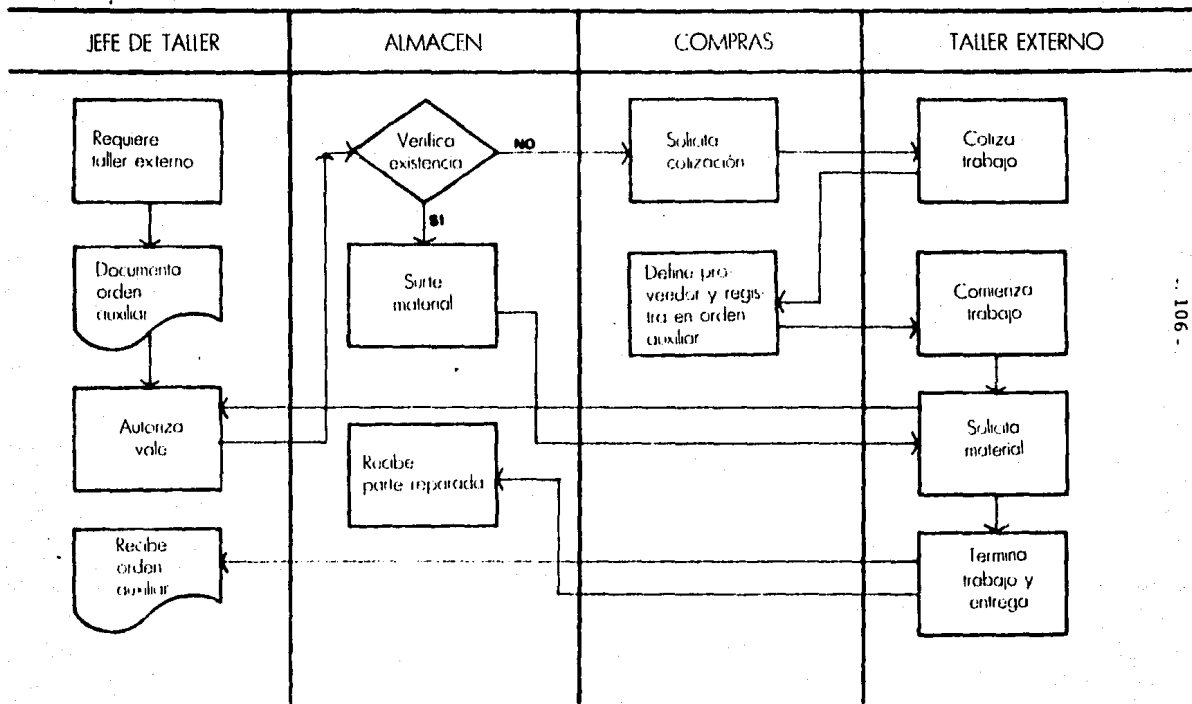 JEFE DE TALLER
ALMACEN
COMPRAS
TALLER EXTERNO
Requiere
taller externo
Documenta
orden
auxiliar
Autoriza
vale
Recibe
orden
auxiliar
Verifica
existencia
NO
SI
Surte
material
Recibe
parte reparada
Solicita
cotización
Define pro-
veedor y regis-
tra en orden
auxiliar
Cotiza
trabajo
Comienza
trabajo
Solicita
material
Termina
trabajo y
entrega
- 106 -